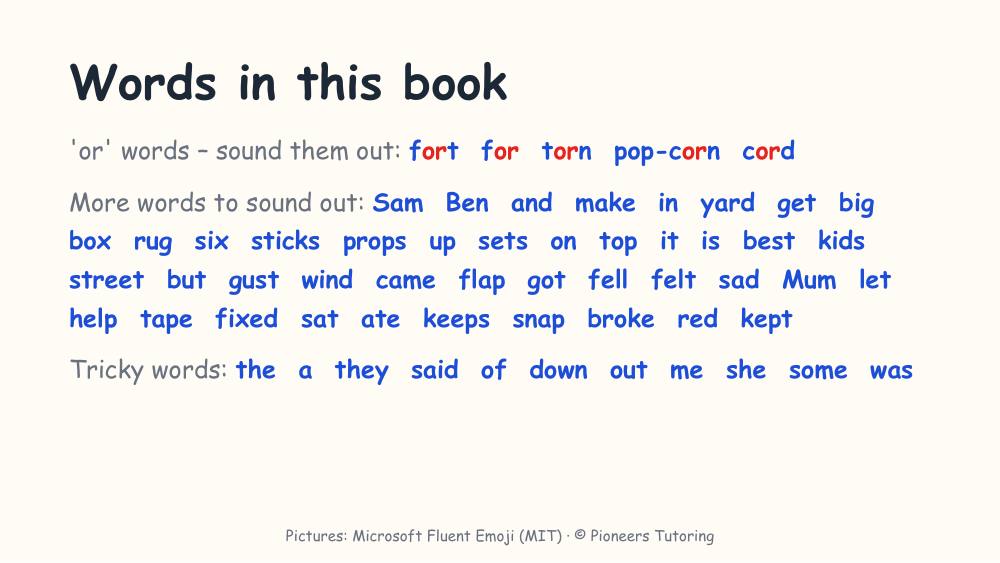 Words in this book
'or' words – sound them out: fort for torn pop-corn cord
More words to sound out: Sam Ben and make in yard get big
box rug six sticks props up sets on top it is best kids
street but gust wind came flap got fell felt sad Mum let
help tape fixed sat ate keeps snap broke red kept
Tricky words: the a they said of down out me she some was
Pictures: Microsoft Fluent Emoji (MIT) · © Pioneers Tutoring